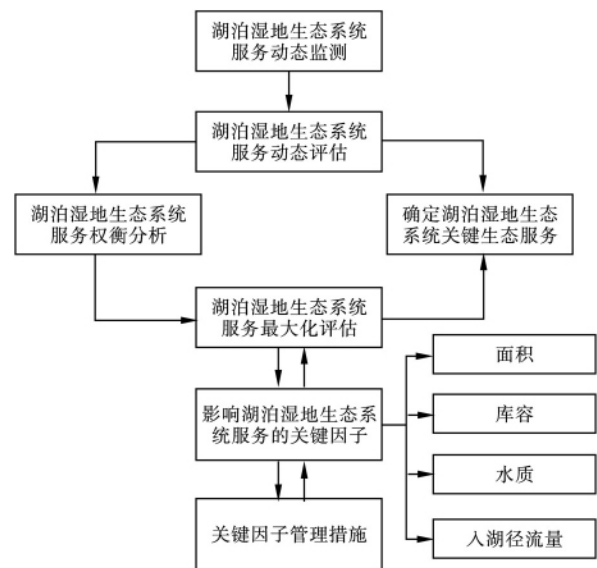 湖泊湿地生态系统
服务动态监测
湖泊湿地生态系统
服务动态评估
湖泊湿地生态系统
服务权衡分析
确定湖泊湿地生态
系统关键生态服务
湖泊湿地生态系统
服务最大化评估
影响湖泊湿地生态系
统服务的关键因子
面积
库容
水质
入湖径流量
关键因子管理措施